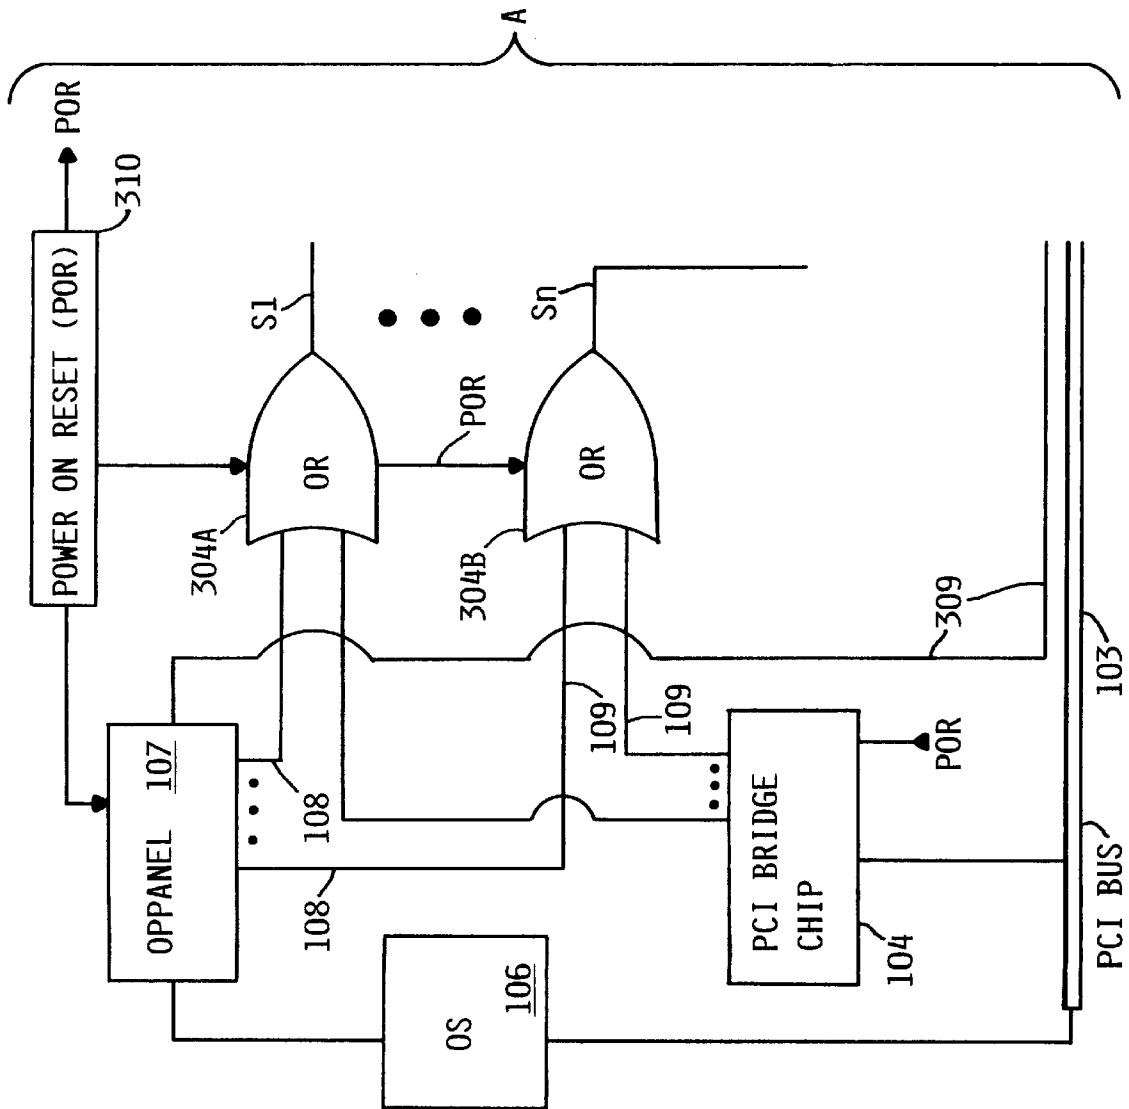 POWER ON RESET (POR)
310
POR
A
OPPANEL 107
304A
OR
S1
108
108
POR
304B
OR
Sn
109
109
309
OS 106
PCI BRIDGE
CHIP
104
POR
PCI BUS
103